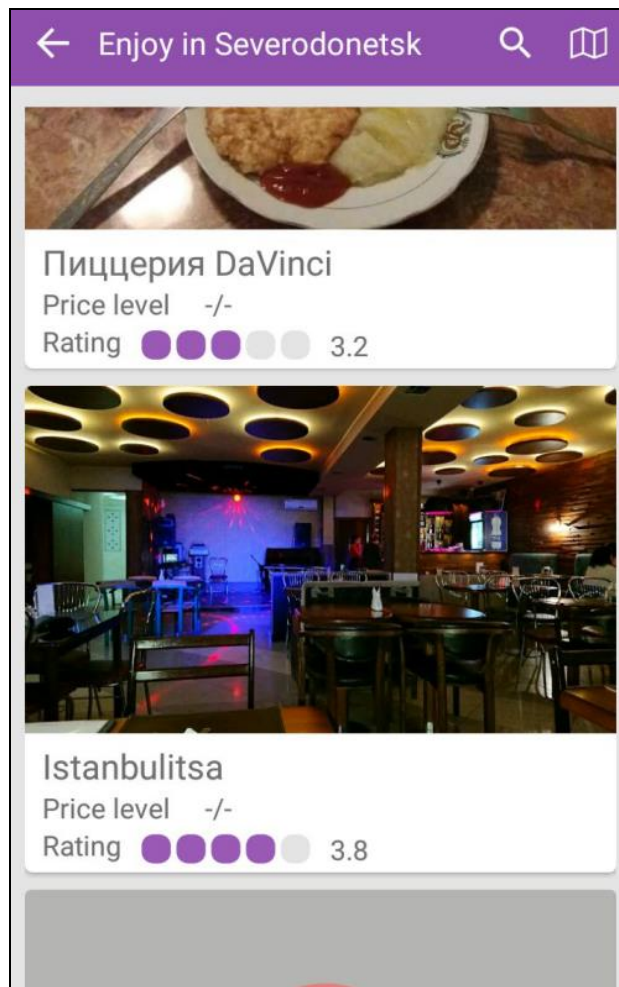 Enjoy in Severodonetsk
Пиццерия DaVinci
Price level -/-
Rating 3.2
Istanbulitsa
Price level -/-
Rating 3.8